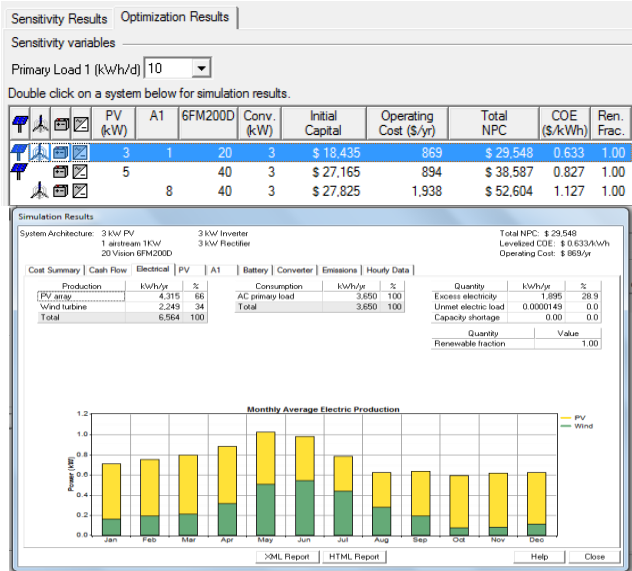 Sensitivity Results Optimization Results
Sensitivity variables
Primary Load 1 (kWh/d) 10
Double click on a system below for simulation results.
PV (kW) A1 6FM200D Conv. (kW) Initial Capital Operating Cost ($/yr) Total NPC COE ($/kWh) Ren. Frac.
3 1 20 3 $ 18,435 869 $ 29,548 0.633 1.00
5 40 3 $ 27,165 894 $ 38,587 0.827 1.00
8 40 3 $ 27,825 1,938 $ 52,604 1.127 1.00
Simulation Results
System Architecture: 3 kW PV 3 kW Inverter Total NPC: $ 29,548
1 airstream 1KW 3 kW Rectifier Levelized COE: $ 0.633/kWh
20 Vision 6FM200D Operating Cost: $ 869/yr
Cost Summary Cash Flow Electrical PV A1 Battery Converter Emissions Hourly Data
Production kWh/yr % Consumption kWh/yr % Quantity kWh/yr %
PV array 4,315 66 AC primary load 3,650 100 Excess electricity 1,895 28.9
Wind turbine 2,249 34 Total 3,650 100 Unmet electric load 0.0000149 0.0
Total 6,564 100 Capacity shortage 0.00 0.0
Quantity Value
Renewable fraction 1.00
Monthly Average Electric Production
PV
Wind
Power (kW)
1.2
1.0
0.8
0.6
0.4
0.2
0.0
Jan Feb Mar Apr May Jun Jul Aug Sep Oct Nov Dec
XML Report HTML Report Help Close